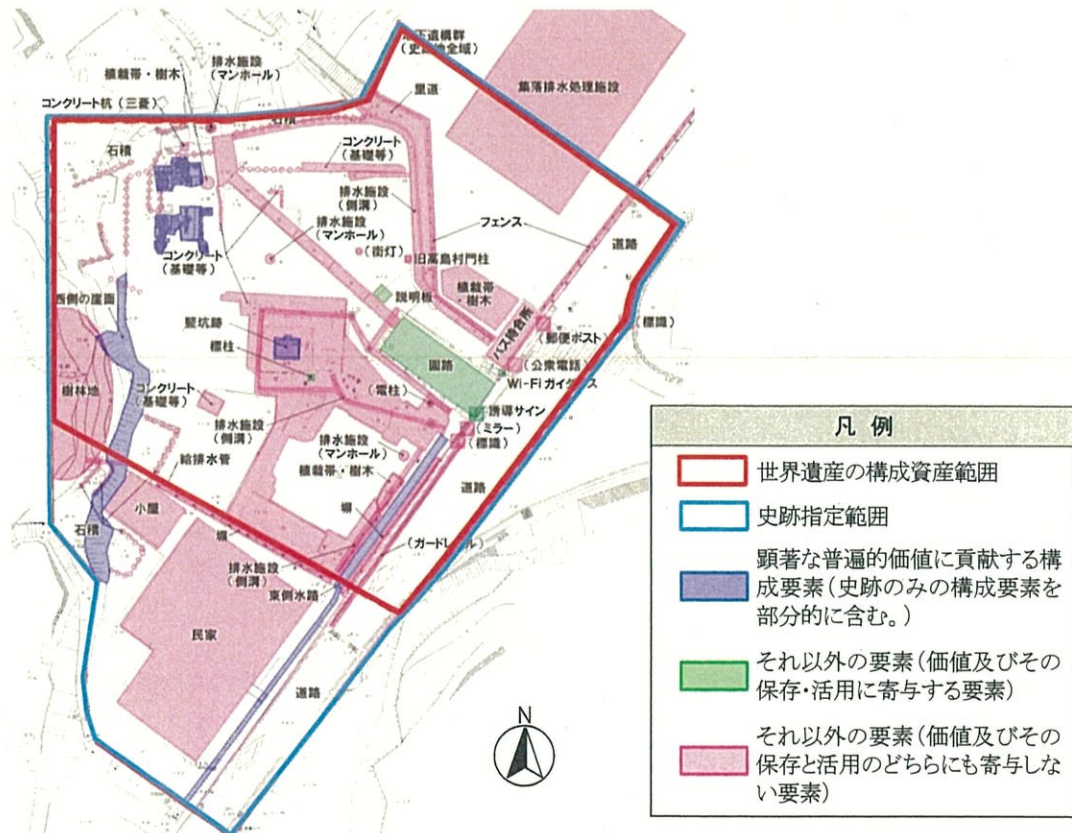 地下遺構群
(史跡地全域)
排水施設
(マンホール)
植栽帯・樹木
コンクリート杭(三菱)
石積
石積
里道
集落排水処理施設
コンクリート
(基礎等)
排水施設
(側溝)
排水施設
(マンホール)
フェンス
道路
(街灯)
旧高島村門柱
コンクリート
(基礎等)
植栽帯
・樹木
説明板
西側の崖面
竪坑跡
標柱
バス待合所
(郵便ポスト)
(標識)
園路
(公衆電話)
Wi-Fiガイダンス
樹林地
コンクリート
(基礎等)
(電柱)
誘導サイン
(ミラー)
(標識)
排水施設
(側溝)
排水施設
(マンホール)
植栽帯・樹木
給排水管
道路
小屋
石積
塀
塀
(ガードレール)
排水施設
(側溝)
東側水路
民家
道路
N
凡例
世界遺産の構成資産範囲
史跡指定範囲
顕著な普遍的価値に貢献する構
成要素(史跡のみの構成要素を
部分的に含む。)
それ以外の要素(価値及びその
保存・活用に寄与する要素)
それ以外の要素(価値及びその
保存と活用のどちらにも寄与しな
い要素)